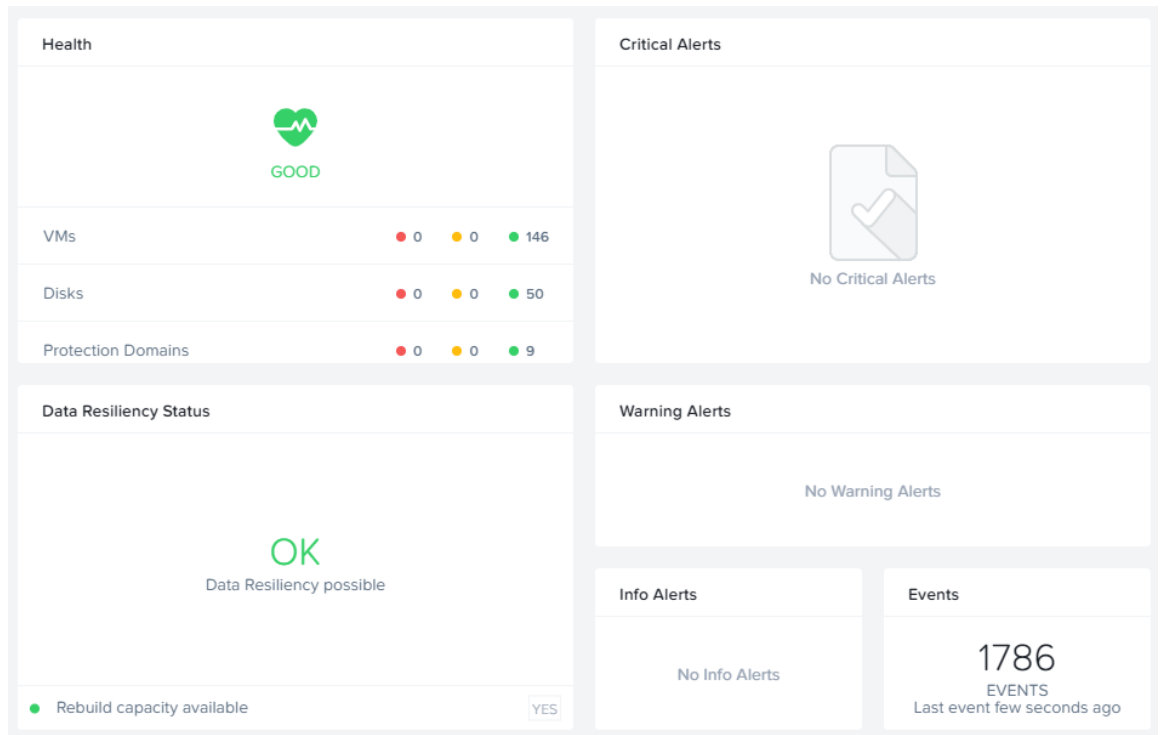 Health
GOOD
VMs 0 0 146
Disks 0 0 50
Protection Domains 0 0 9
Critical Alerts
No Critical Alerts
Data Resiliency Status
OK
Data Resiliency possible
Rebuild capacity available YES
Warning Alerts
No Warning Alerts
Info Alerts
No Info Alerts
Events
1786
EVENTS
Last event few seconds ago